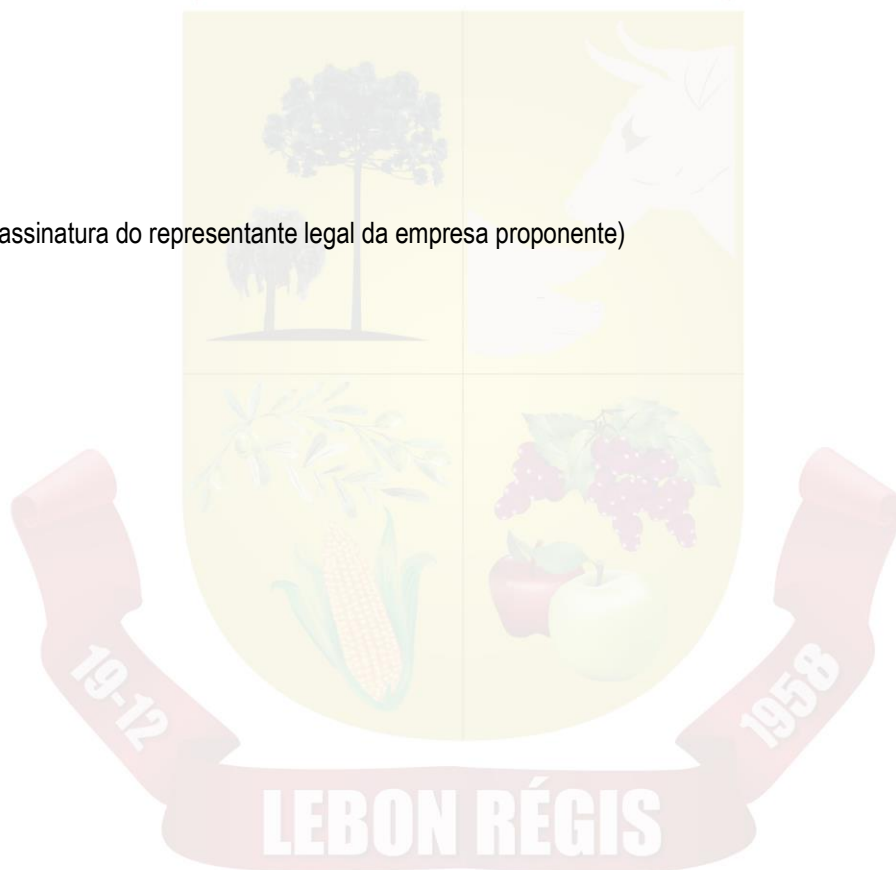 assinatura do representante legal da empresa proponente)
19-12
1958
LEBON RÉGIS